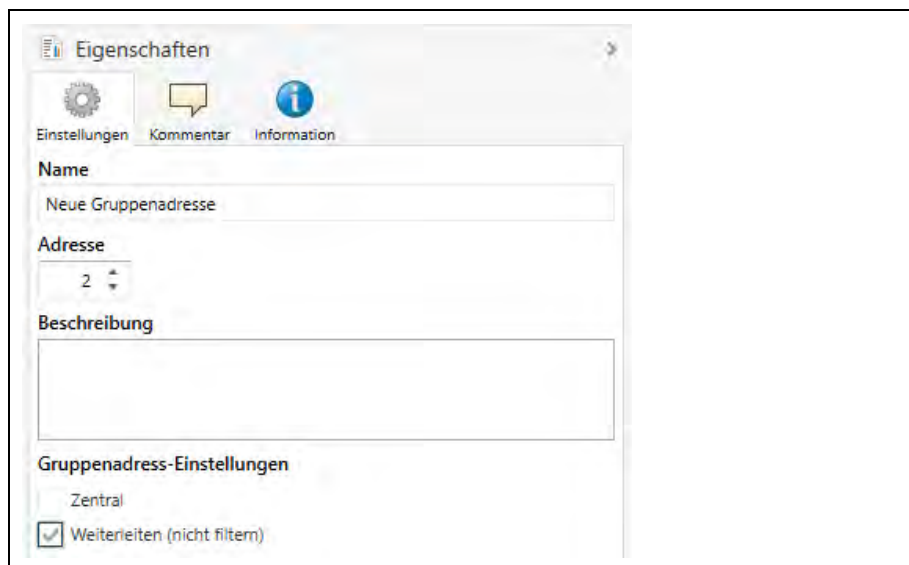 Eigenschaften
Einstellungen Kommentar Information
Name
Neue Gruppenadresse
Adresse
2
Beschreibung
Gruppenadress-Einstellungen
Zentral
Weiterleiten (nicht filtern)